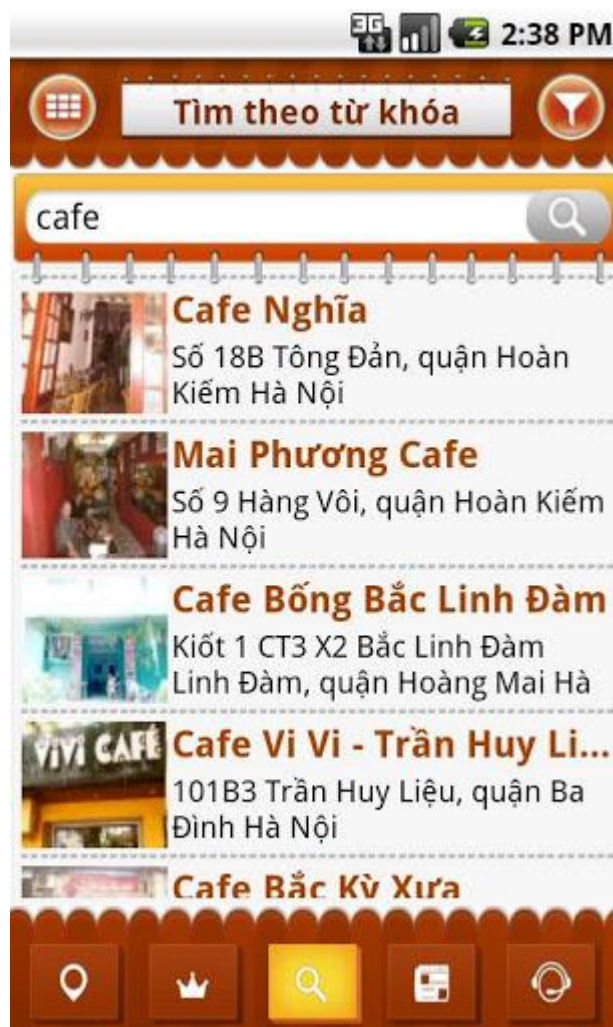 3G
2:38 PM
Tìm theo từ khóa
cafe
Cafe Nghĩa
Số 18B Tông Đản, quận Hoàn
Kiếm Hà Nội
Mai Phương Cafe
Số 9 Hàng Vôi, quận Hoàn Kiếm
Hà Nội
Cafe Bống Bắc Linh Đàm
Kiốt 1 CT3 X2 Bắc Linh Đàm
Linh Đàm, quận Hoàng Mai Hà
ViVi CAFÉ
Cafe Vi Vi - Trần Huy Li...
101B3 Trần Huy Liệu, quận Ba
Đình Hà Nội
Cafe Bắc Kỳ Xưa